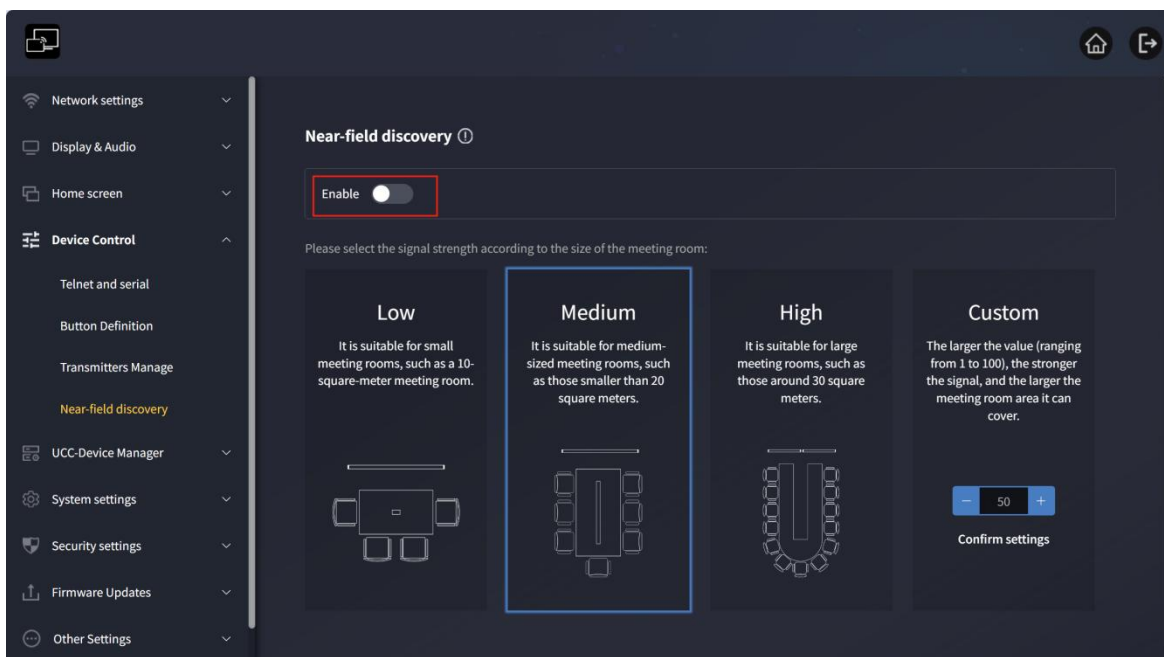 Network settings
Display & Audio
Home screen
Device Control
Telnet and serial
Button Definition
Transmitters Manage
Near-field discovery
UCC-Device Manager
System settings
Security settings
Firmware Updates
Other Settings
Near-field discovery
Enable
Please select the signal strength according to the size of the meeting room:
Low
It is suitable for small
meeting rooms, such as a 10-
square-meter meeting room.
Medium
It is suitable for medium-
sized meeting rooms, such
as those smaller than 20
square meters.
High
It is suitable for large
meeting rooms, such as
those around 30 square
meters.
Custom
The larger the value (ranging
from 1 to 100), the stronger
the signal, and the larger the
meeting room area it can
cover.
50
Confirm settings